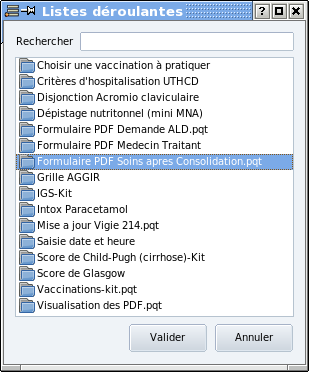 Listes déroulantes
Rechercher
Choisir une vaccination à pratiquer
Critères d'hospitalisation UTHCD
Disjonction Acromio claviculaire
Dépistage nutritonnel (mini MNA)
Formulaire PDF Demande ALD.pqt
Formulaire PDF Medecin Traitant
Formulaire PDF Soins apres Consolidation.pqt
Grille AGGIR
IGS-Kit
Intox Paracetamol
Mise a jour Vigie 214.pqt
Saisie date et heure
Score de Child-Pugh (cirrhose)-Kit
Score de Glasgow
Vaccinations-kit.pqt
Visualisation des PDF.pqt
Valider
Annuler